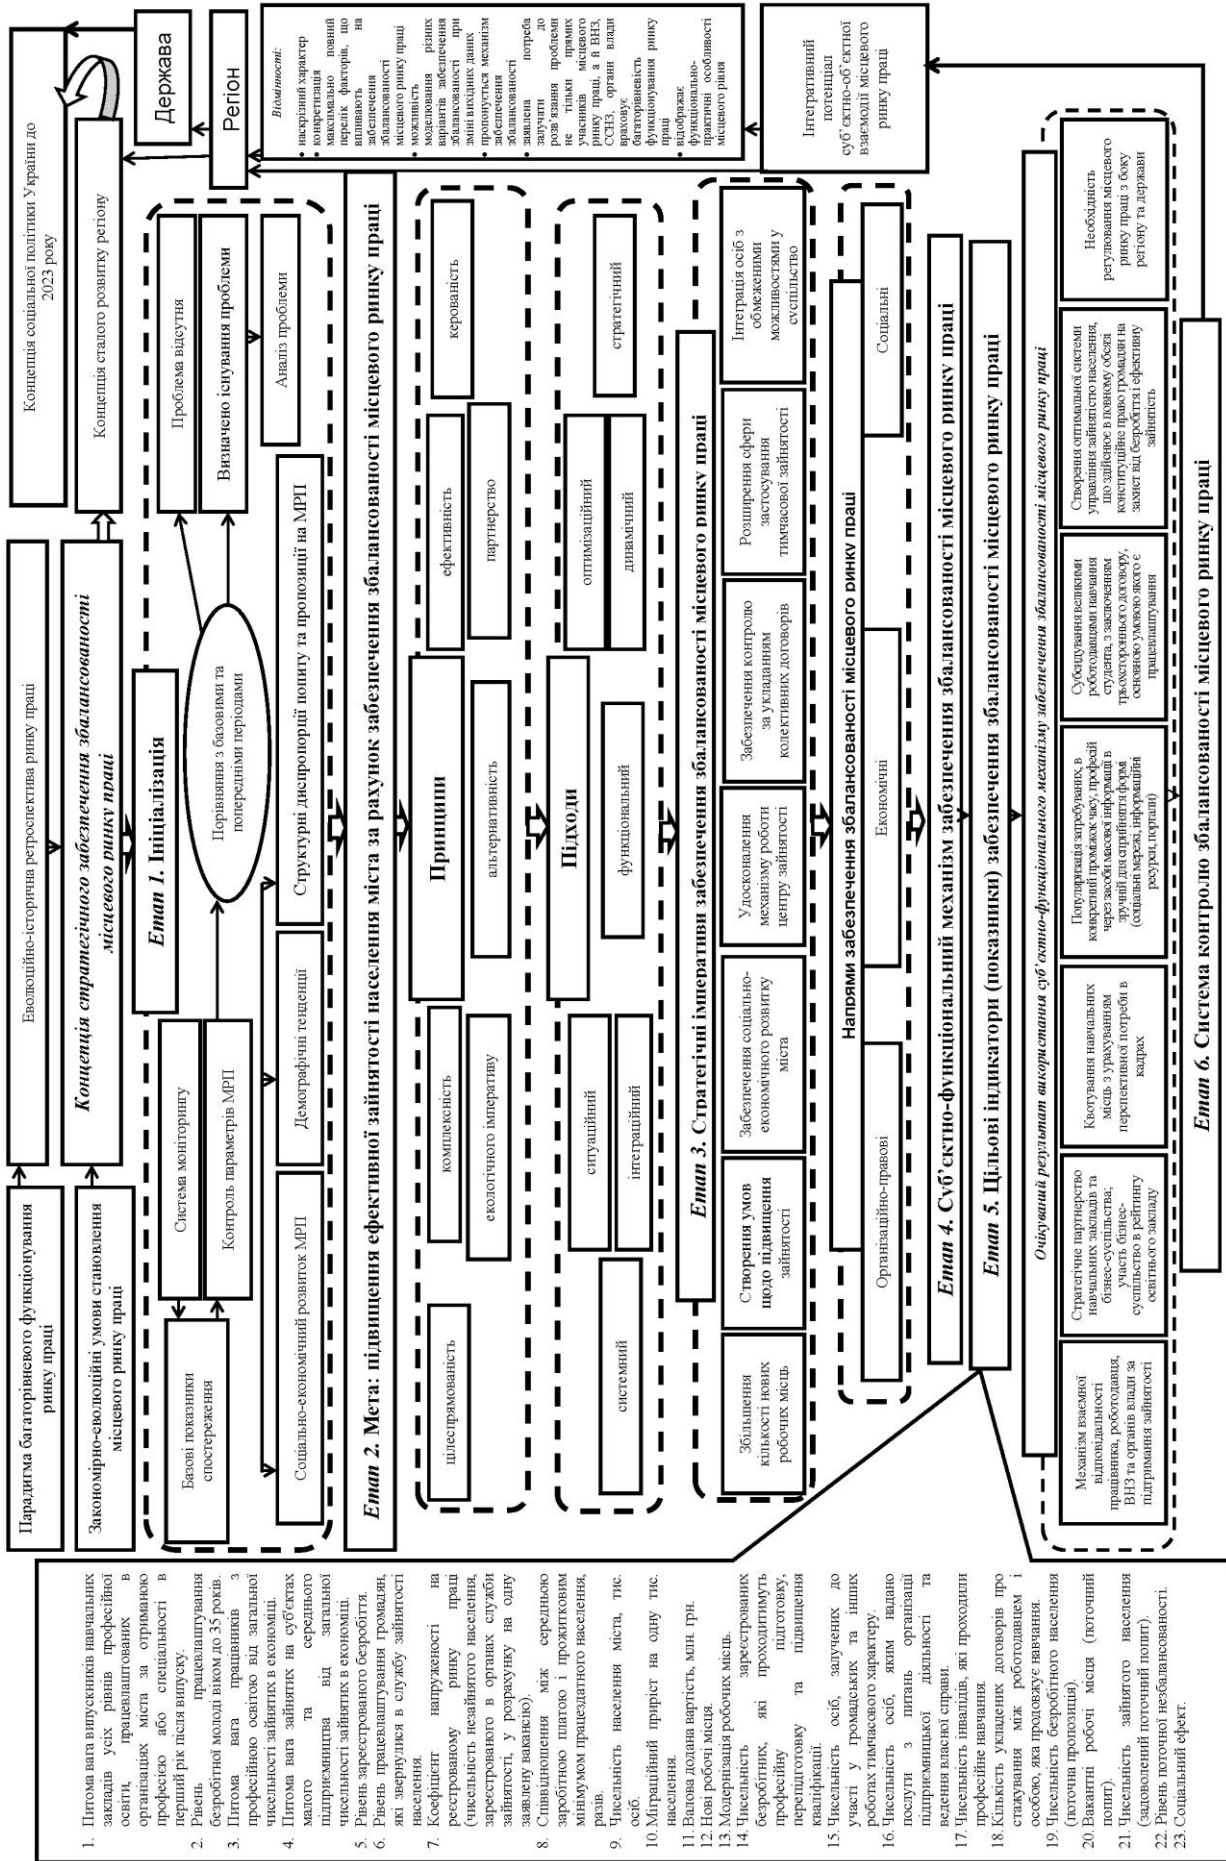 Парадигма багаторівневого функціонування
ринку праці
Еволюційно-історична ретроспектива ринку праці
Концепція соціальної політики України до
2023 року
Закономірно-еволюційні умови становлення
місцевого ринку праці
Концепція стратегічного забезпечення збалансованості
місцевого ринку праці
Концепція сталого розвитку регіону
Держава
Регіон
Етап 1. Ініціалізація
Базові показники
спостереження
Система моніторингу
Контроль параметрів МРП
Порівняння з базовими та
попередніми періодами
Проблема відсутня
Визначено існування проблеми
Аналіз проблеми
Соціально-економічний розвиток МРП
Демографічні тенденції
Структурні диспропорції попиту та пропозиції на МРП
Етап 2. Мета: підвищення ефективної зайнятості населення міста за рахунок забезпечення збалансованості місцевого ринку праці
Принципи
цілеспрямованість
комплексність
екологічного імперативу
альтернативність
ефективність
партнерство
керованість
Підходи
системний
ситуаційний
інтеграційний
функціональний
оптимізаційний
динамічний
стратегічний
Етап 3. Стратегічні імперативи забезпечення збалансованості місцевого ринку праці
Збільшення
кількості нових
робочих місць
Створення умов
щодо підвищення
зайнятості
Забезпечення соціально-
економічного розвитку
міста
Удосконалення
механізму роботи
центру зайнятості
Забезпечення контролю
за укладанням
колективних договорів
Розширення сфери
застосування
тимчасової зайнятості
Інтеграція осіб з
обмеженими
можливостями у
суспільство
Напрями забезпечення збалансованості місцевого ринку праці
Організаційно-правові
Економічні
Соціальні
Етап 4. Суб’єктно-функціональний механізм забезпечення збалансованості місцевого ринку праці
Етап 5. Цільові індикатори (показники) забезпечення збалансованості місцевого ринку праці
Очікуваний результат використання суб’єктно-функціонального механізму забезпечення збалансованості місцевого ринку праці
Механізм взаємної
відповідальності
працівника, роботодавця,
ВНЗ та органів влади за
підтримання зайнятості
Стратегічне партнерство
навчальних закладів та
бізнес-суспільства;
участь бізнес-
суспільство в рейтингу
освітнього закладу
Квотування навчальних
місць з урахуванням
перспективної потреби в
кадрах
Популяризація затребуваних, в
конкретний проміжок часу, професій
через засоби масової інформації в
зручній для сприйняття формі
(соціальні мережі, інформаційні
ресурси, портали)
Субсидування великими
роботодавцями навчання
студента, з заключенням
трьохстороннього договору,
основною умовою якого є
працевлаштування
Створення оптимальної системи
управління зайнятістю населення,
що здійснює в повному обсязі
конституційне право громадян на
захист від безробіття і ефективну
зайнятість
Необхідність
регулювання місцевого
ринку праці з боку
регіону та держави
Етап 6. Система контролю збалансованості місцевого ринку праці
Відмінності:
• наскрізний характер
• конкретизація
максимально повний
перелік факторів, що
впливають на
забезпечення
збалансованості
місцевого ринку праці
• можливість
моделювання різних
варіантів забезпечення
збалансованості при
зміні вихідних даних
• пропонується механізм
забезпечення
збалансованості
• заявлена потреба
залучати до
розв’язання проблеми
не тільки прямих
учасників місцевого
ринку праці, а й ВНЗ,
ССНЗ, органи влади
• враховує
багаторівневість
функціонування ринку
праці
• відображає
функціонально-
практичні особливості
місцевого рівня
Інтегративний
потенціал
суб’єктно-об’єктної
взаємодії місцевого
ринку праці
1. Питома вага випускників навчальних
закладів усіх рівнів професійної
освіти, працевлаштованих в
організаціях міста за отриманою
професією або спеціальності в
перший рік після випуску.
2. Рівень працевлаштування
безробітної молоді віком до 35 років.
3. Питома вага працівників з
професійною освітою від загальної
чисельності зайнятих в економіці.
4. Питома вага зайнятих на суб’єктах
малого та середнього
підприємництва від загальної
чисельності зайнятих в економіці.
5. Рівень зареєстрованого безробіття.
6. Рівень працевлаштування громадян,
які звернулися в службу зайнятості
населення.
7. Коефіцієнт напруженості на
реєстрованому ринку праці
(чисельність незайнятого населення,
зареєстрованого в органах служби
зайнятості, у розрахунку на одну
заявлену вакансію).
8. Співвідношення між середньою
заробітною платою і прожитковим
мінімумом працездатного населення,
разів.
9. Чисельність населення міста, тис.
осіб.
10. Міграційний приріст на одну тис.
населення.
11. Валова додана вартість, млн. грн.
12. Нові робочі місця.
13. Модернізація робочих місць.
14. Чисельність зареєстрованих
безробітних, які проходитимуть
професійну підготовку,
перепідготовку та підвищення
кваліфікації.
15. Чисельність осіб, залучених до
участі у громадських та інших
роботах тимчасового характеру.
16. Чисельність осіб, яким надано
послуги з питань організації
підприємницької діяльності та
ведення власної справи.
17. Чисельність інвалідів, які проходили
професійне навчання.
18. Кількість укладених договорів про
стажування між роботодавцем і
особою, яка продовжує навчання.
19. Чисельність безробітного населення
(поточна пропозиція).
20. Вакантні робочі місця (поточний
попит).
21. Чисельність зайнятого населення
(задоволений поточний попит).
22. Рівень поточної незбалансованості.
23. Соціальний ефект.